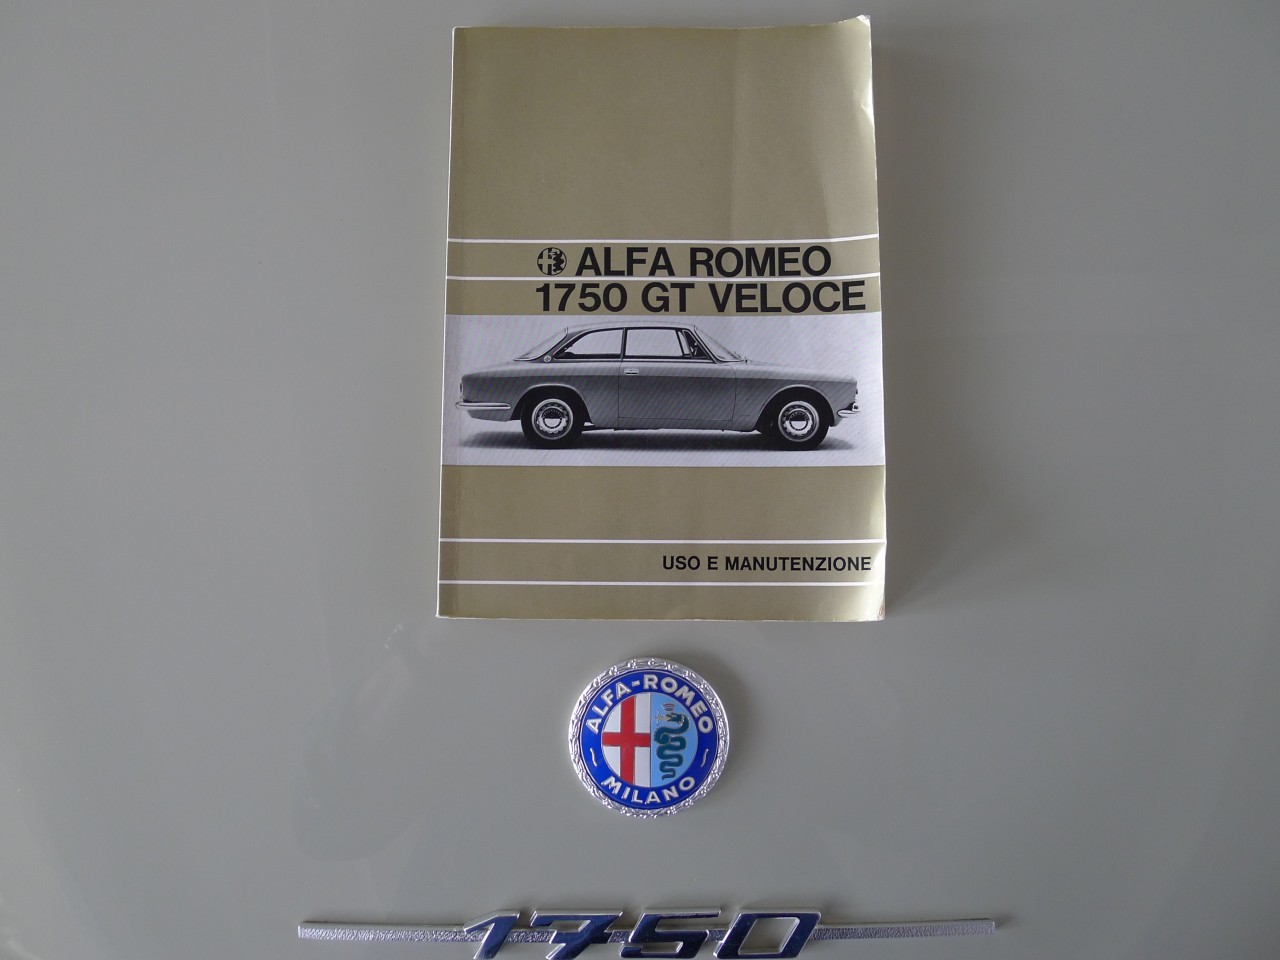 ALFA ROMEO
1750 GT VELOCE
USO E MANUTENZIONE
ALFA-ROMEO
MILANO
1750